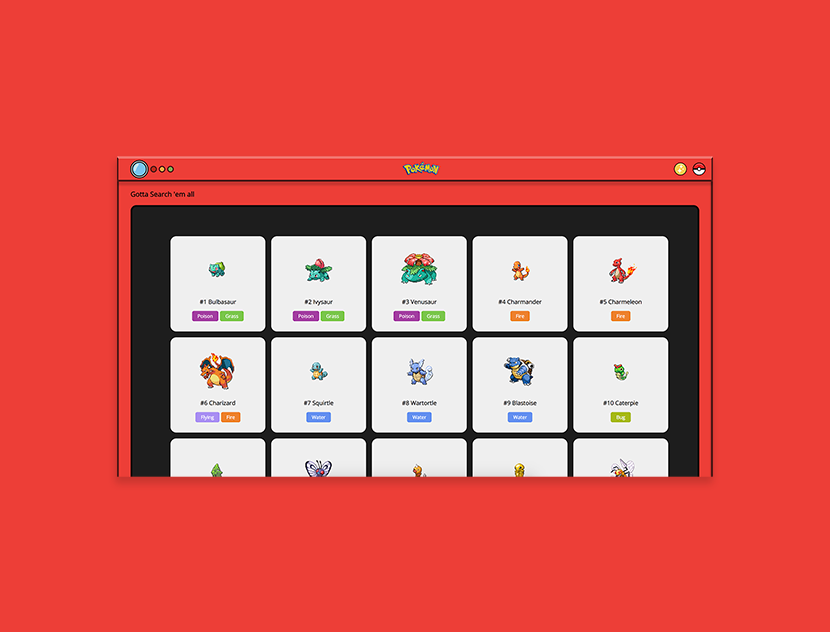 Pokémon
Gotta Search 'em all
#1 Bulbasaur
Poison Grass
#2 Ivysaur
Poison Grass
#3 Venusaur
Poison Grass
#4 Charmander
Fire
#5 Charmeleon
Fire
#6 Charizard
Flying Fire
#7 Squirtle
Water
#8 Wartortle
Water
#9 Blastoise
Water
#10 Caterpie
Bug